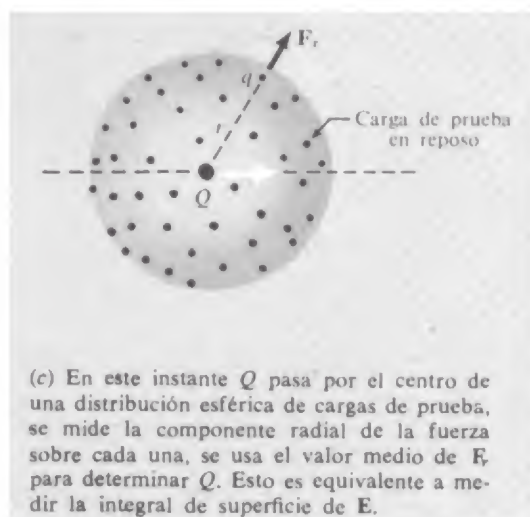 Fᵣ
q
r
Carga de prueba
en reposo
Q
(c) En este instante Q pasa por el centro de
una distribución esférica de cargas de prueba,
se mide la componente radial de la fuerza
sobre cada una, se usa el valor medio de Fᵣ
para determinar Q. Esto es equivalente a me-
dir la integral de superficie de E.